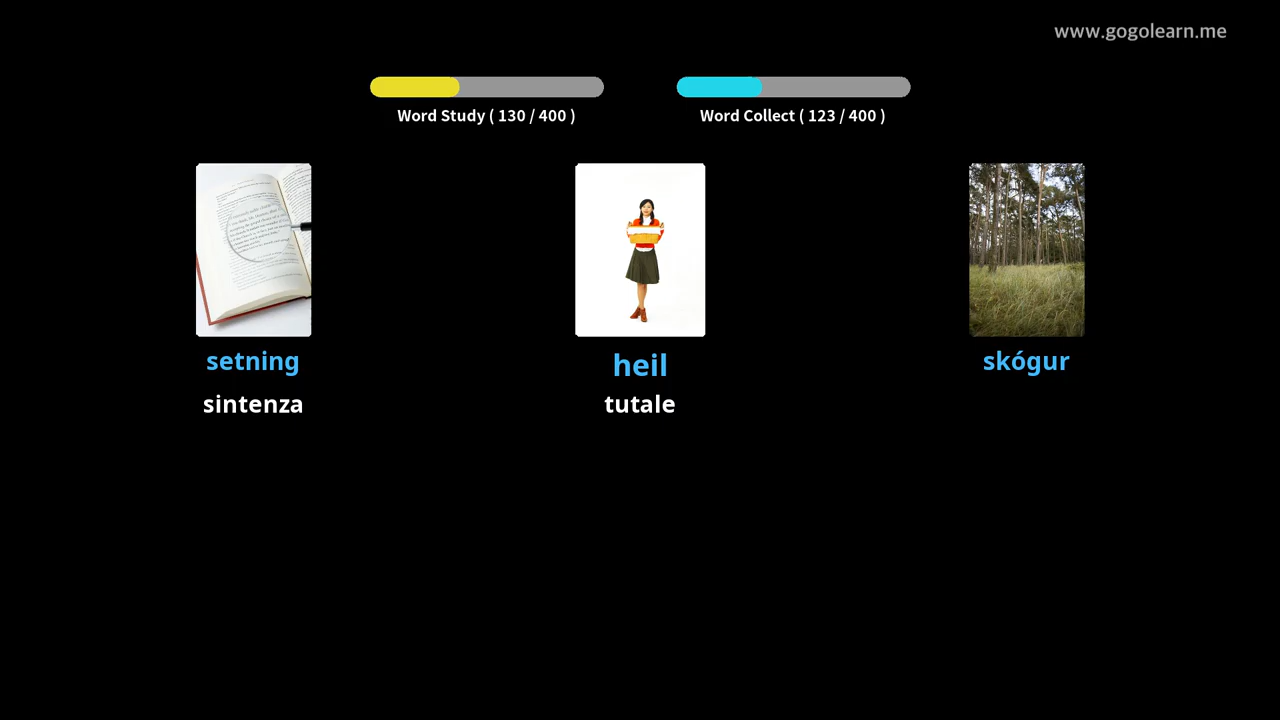 www.gogolearn.me
Word Study ( 130 / 400 )
Word Collect ( 123 / 400 )
setning
heil
skógur
sintenza
tutale